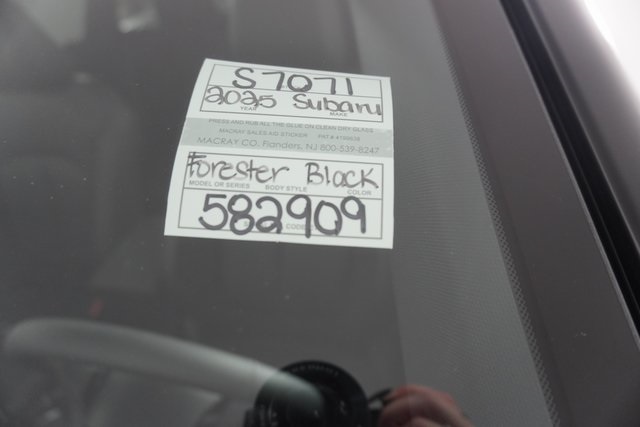 S7071
2025 Subaru
YEAR MAKE
PRESS AND RUB ALL THE GLUE ON CLEAN DRY GLASS
MACRAY SALES AID STICKER
MACRAY CO. Flanders, NJ 800-539-8247
Forester Black
MODEL OR SERIES BODY STYLE COLOR
582909
CODE